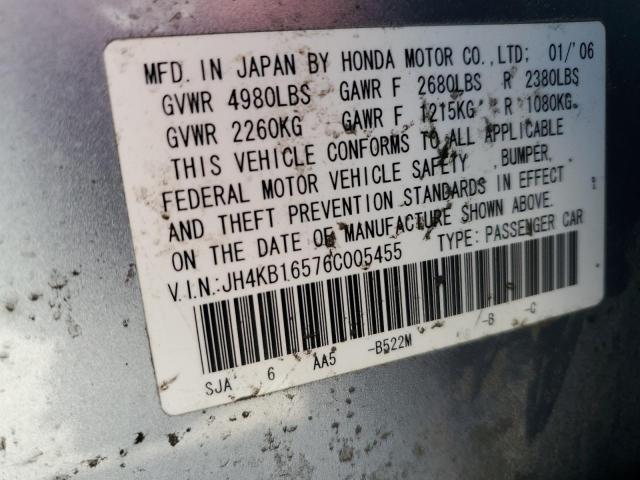 MFD. IN JAPAN BY HONDA MOTOR CO.,LTD: 01/'06
GVWR 4980LBS GAWR F 2680LBS R 2380LBS
GVWR 2260KG GAWR F 1215KG R 1080KG
THIS VEHICLE CONFORMS TO ALL APPLICABLE
FEDERAL MOTOR VEHICLE SAFETY, BUMPER,
AND THEFT PREVENTION STANDARDS IN EFFECT
ON THE DATE OF MANUFACTURE SHOWN ABOVE.
V.I.N.:JH4KB16576C005455 TYPE: PASSENGER CAR
SJA 6 AA5 -B522M -B -C